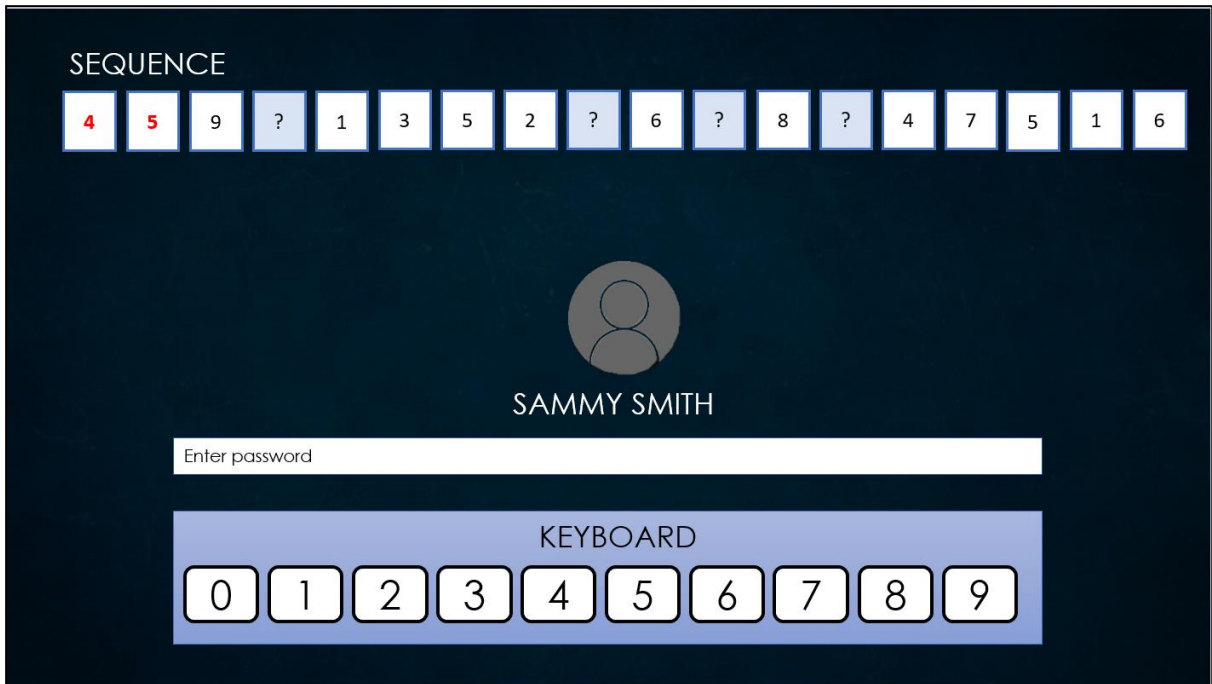 SEQUENCE
4 5 9 ? 1 3 5 2 ? 6 ? 8 ? 4 7 5 1 6
SAMMY SMITH
Enter password
KEYBOARD
0 1 2 3 4 5 6 7 8 9